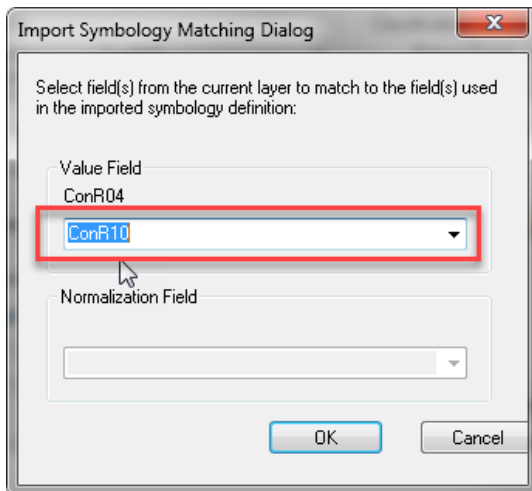 Import Symbology Matching Dialog
Select field(s) from the current layer to match to the field(s) used
in the imported symbology definition:
Value Field
ConR04
ConR10
Normalization Field
OK
Cancel